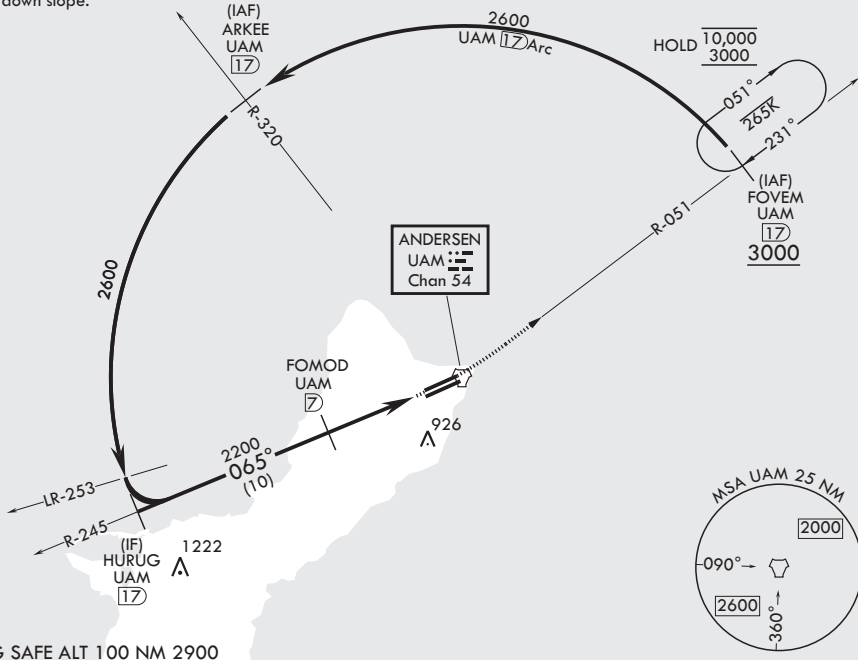 down slope.
(IAF)
ARKEE
UAM
17
2600
UAM 17 Arc
HOLD 10,000
3000
051°
265K
231°
R-320
(IAF)
FOVEM
UAM
17
3000
R-051
ANDERSEN
UAM
Chan 54
2600
FOMOD
UAM
7
926
2200
065°
(10)
LR-253
R-245
(IF)
HURUG
UAM
17
1222
MSA UAM 25 NM
2000
090°
2600
360°
SAFE ALT 100 NM 2900